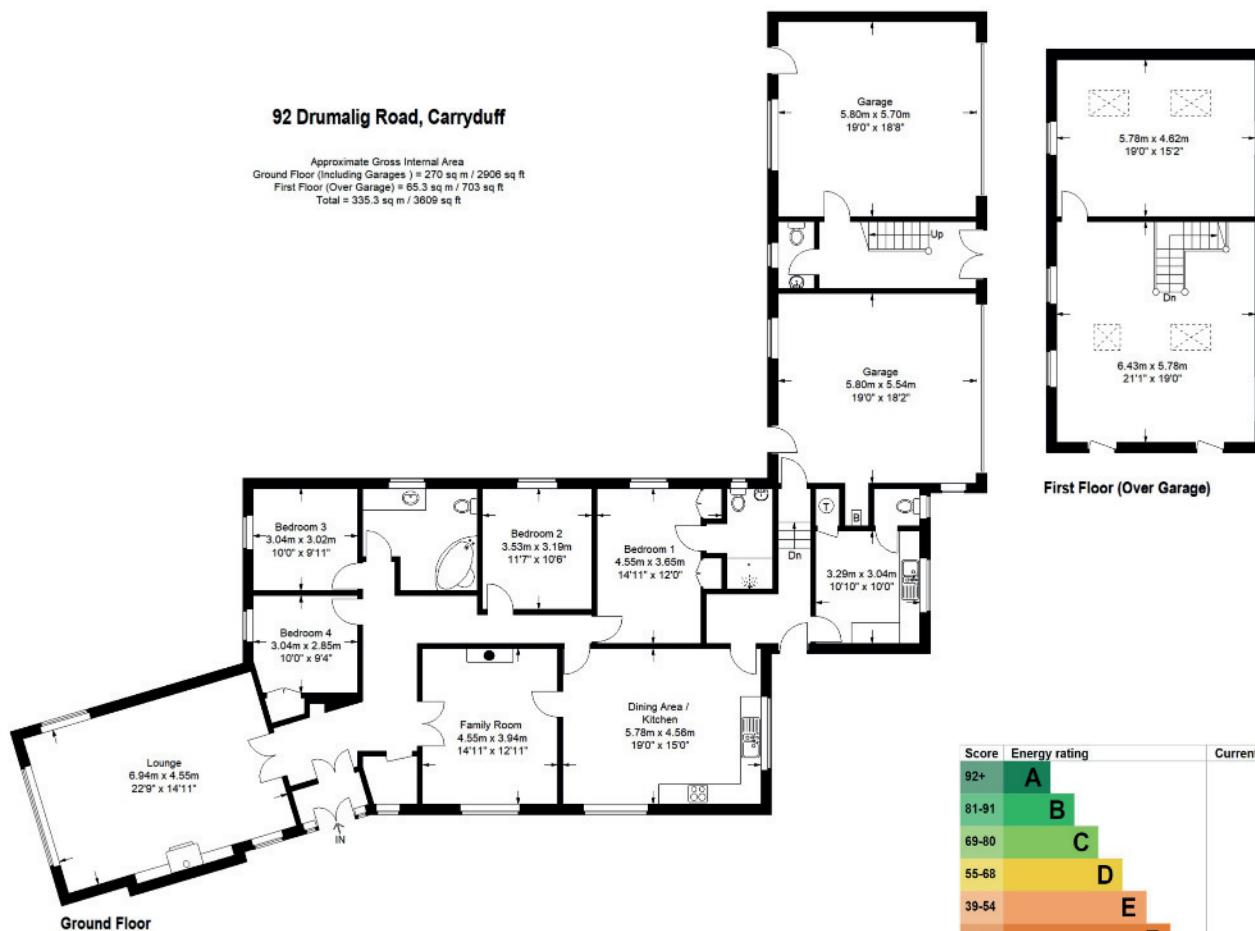 92 Drumalig Road, Carryduff
Approximate Gross Internal Area
Ground Floor (Including Garages ) = 270 sq m / 2906 sq ft
First Floor (Over Garage) = 65.3 sq m / 703 sq ft
Total = 335.3 sq m / 3609 sq ft
Garage
5.80m x 5.70m
19'0" x 18'8"
Up
Garage
5.80m x 5.54m
19'0" x 18'2"
5.78m x 4.62m
19'0" x 15'2"
Dn
6.43m x 5.78m
21'1" x 19'0"
First Floor (Over Garage)
Bedroom 3
3.04m x 3.02m
10'0" x 9'11"
Bedroom 2
3.53m x 3.19m
11'7" x 10'6"
Bedroom 1
4.55m x 3.65m
14'11" x 12'0"
Dn
T
B
3.29m x 3.04m
10'10" x 10'0"
Bedroom 4
3.04m x 2.85m
10'0" x 9'4"
Lounge
6.94m x 4.55m
22'9" x 14'11"
Family Room
4.55m x 3.94m
14'11" x 12'11"
Dining Area /
Kitchen
5.78m x 4.56m
19'0" x 15'0"
IN
Ground Floor
Score Energy rating Current
92+ A
81-91 B
69-80 C
55-68 D
39-54 E